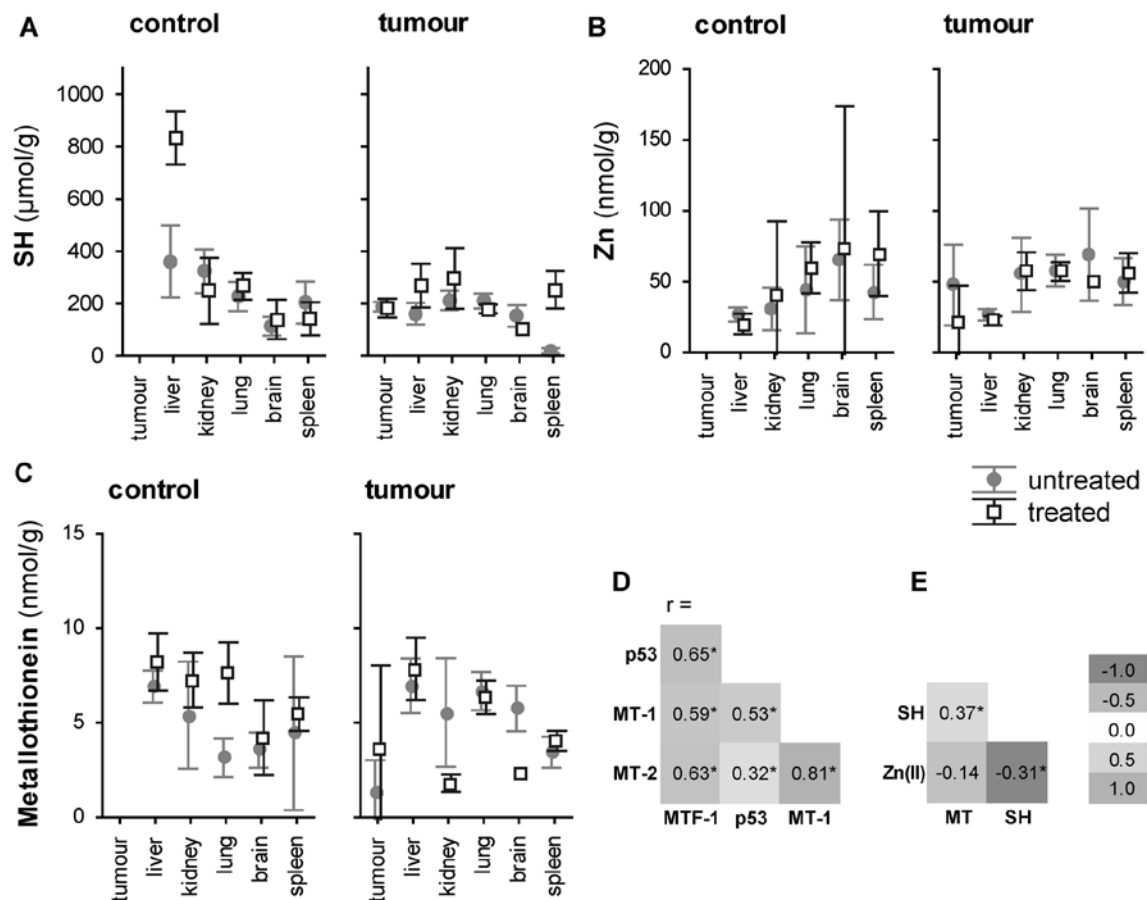 A
control
tumour
SH (μmol/g)
1000
800
600
400
200
0
tumour
liver
kidney
lung
brain
spleen
tumour
liver
kidney
lung
brain
spleen
B
control
tumour
Zn (nmol/g)
200
150
100
50
0
tumour
liver
kidney
lung
brain
spleen
tumour
liver
kidney
lung
brain
spleen
untreated
treated
C
control
tumour
Metallothionein (nmol/g)
15
10
5
0
tumour
liver
kidney
lung
brain
spleen
tumour
liver
kidney
lung
brain
spleen
D
r =
p53 0.65*
MT-1 0.59* 0.53*
MT-2 0.63* 0.32* 0.81*
MTF-1 p53 MT-1
E
SH 0.37*
Zn(II) -0.14 -0.31*
MT SH
-1.0
-0.5
0.0
0.5
1.0